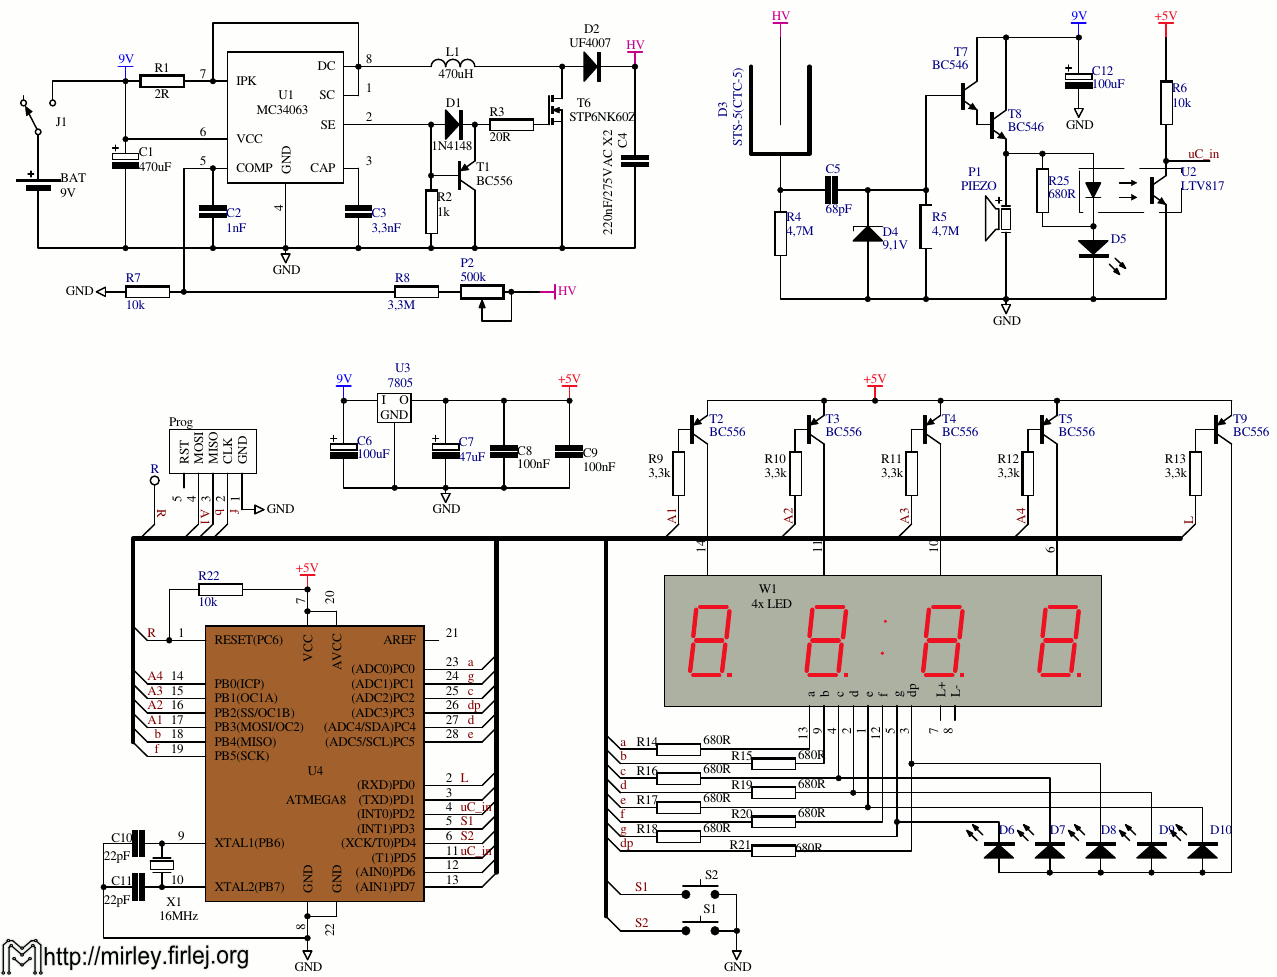 9V
R1
2R
7
IPK
U1
MC34063
DC
8
SC
1
SE
2
6
VCC
5
COMP
GND
4
CAP
3
J1
BAT
9V
C1
470uF
C2
1nF
C3
3,3nF
GND
L1
470uH
D1
1N4148
R3
20R
T1
BC556
R2
1k
D2
UF4007
HV
T6
STP6NK60Z
C4
220nF/275VAC X2
GND
R7
10k
R8
3,3M
P2
500k
HV
HV
D3
STS-5(CTC-5)
R4
4,7M
C5
68pF
D4
9,1V
R5
4,7M
T7
BC546
T8
BC546
9V
C12
100uF
GND
+5V
R6
10k
uC_in
U2
LTV817
P1
PIEZO
R25
680R
D5
GND
Prog
RST
MOSI
MISO
CLK
GND
5
4
3
2
1
GND
R
R
A1
b
f
9V
U3
7805
I
O
GND
+5V
C6
100uF
C7
47uF
C8
100nF
C9
100nF
GND
+5V
T2
BC556
T3
BC556
T4
BC556
T5
BC556
T9
BC556
R9
3,3k
R10
3,3k
R11
3,3k
R12
3,3k
R13
3,3k
A1
A2
A3
A4
L
14
11
10
6
W1
4x LED
a
b
c
d
e
f
g
dp
L+
L-
13
9
4
2
1
12
5
3
7
8
+5V
R22
10k
7
20
R
1
RESET(PC6)
VCC
AVCC
AREF
21
A4
14
PB0(ICP)
A3
15
PB1(OC1A)
A2
16
PB2(SS/OC1B)
A1
17
PB3(MOSI/OC2)
b
18
PB4(MISO)
f
19
PB5(SCK)
(ADC0)PC0
23
a
(ADC1)PC1
24
g
(ADC2)PC2
25
c
(ADC3)PC3
26
dp
(ADC4/SDA)PC4
27
d
(ADC5/SCL)PC5
28
e
U4
ATMEGA8
(RXD)PD0
2
L
(TXD)PD1
3
(INT0)PD2
4
uC_in
(INT1)PD3
5
S1
(XCK/T0)PD4
6
S2
(T1)PD5
11
uC_in
(AIN0)PD6
12
(AIN1)PD7
13
C10
22pF
9
XTAL1(PB6)
C11
22pF
10
XTAL2(PB7)
X1
16MHz
GND
GND
8
22
GND
a
R14
680R
b
R15
680R
c
R16
680R
d
R19
680R
e
R17
680R
f
R20
680R
g
R18
680R
dp
R21
680R
D6
D7
D8
D9
D10
S1
S2
S2
S1
GND
http://mirley.firlej.org